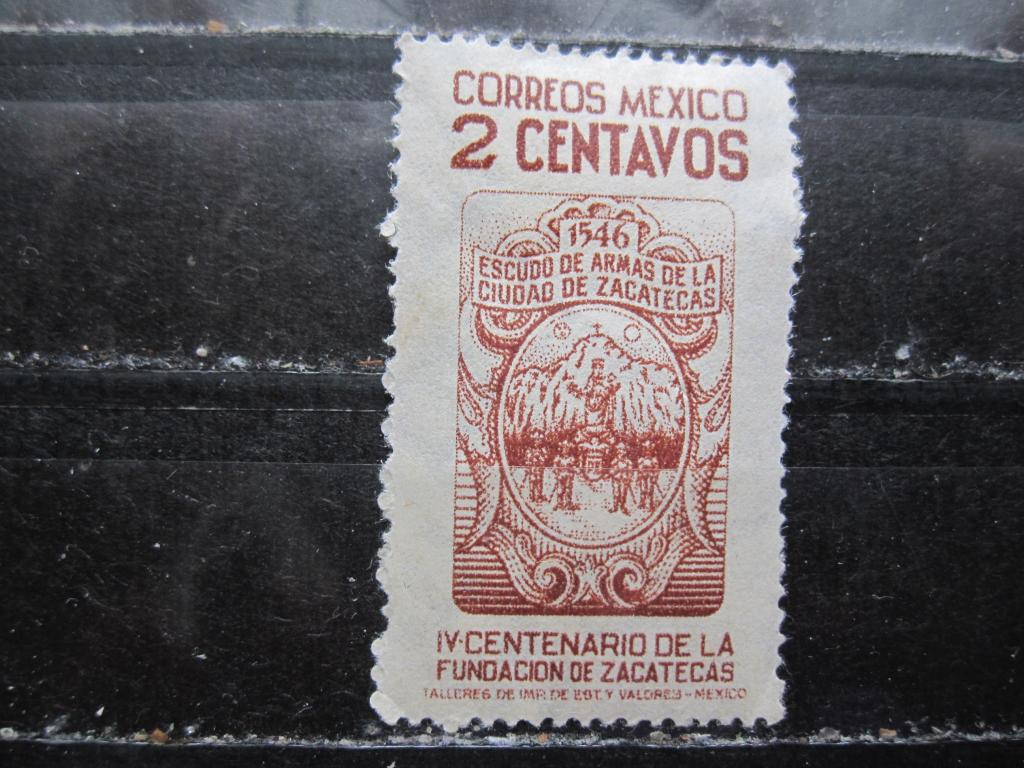 CORREOS MEXICO
2 CENTAVOS
1546
ESCUDO DE ARMAS DE LA
CIUDAD DE ZACATECAS
IV·CENTENARIO DE LA
FUNDACION DE ZACATECAS
TALLERES DE IMP. DE EST. Y VALORES - MEXICO